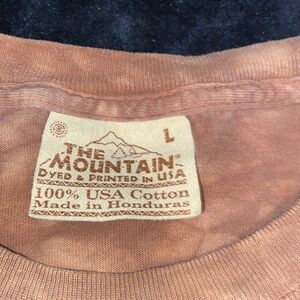 L
THE
MOUNTAIN®
DYED & PRINTED IN USA
100% USA Cotton
Made in Honduras